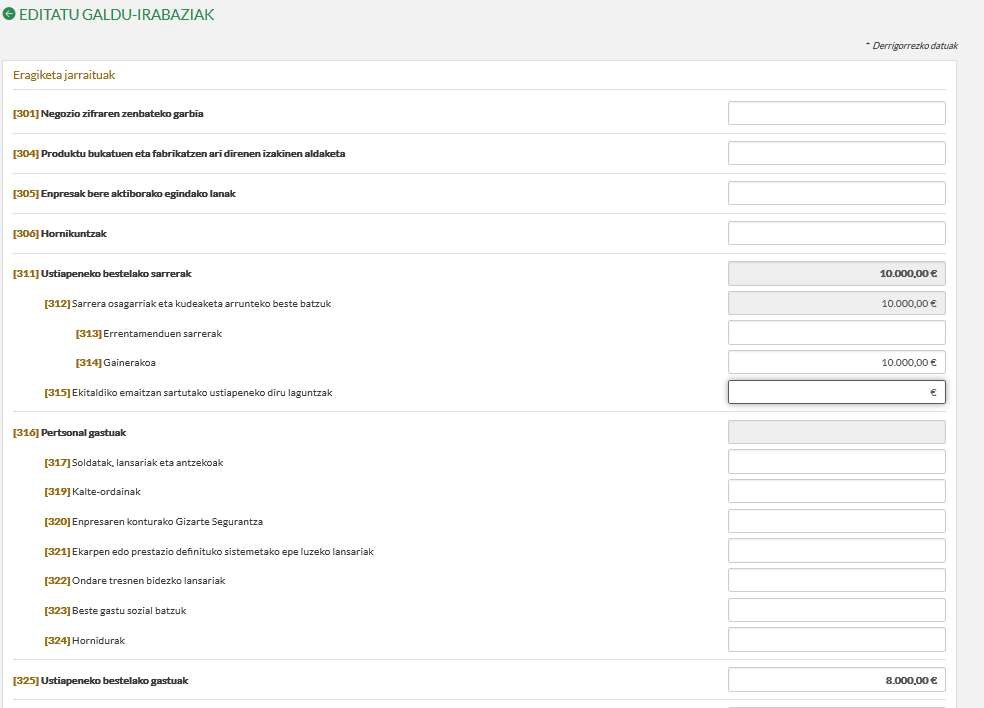 EDITATU GALDU-IRABAZIAK
* Derrigorrezko datuak
Eragiketa jarraituak
[301] Negozio zifraren zenbateko garbia
[304] Produktu bukatuen eta fabrikatzen ari direnen izakinen aldaketa
[305] Enpresak bere aktiborako egindako lanak
[306] Hornikuntzak
[311] Ustiapeneko bestelako sarrerak 10.000,00 €
[312] Sarrera osagarriak eta kudeaketa arrunteko beste batzuk 10.000,00 €
[313] Errentamenduen sarrerak
[314] Gainerakoa 10.000,00 €
[315] Ekitaldiko emaitzan sartutako ustiapeneko diru laguntzak €
[316] Pertsonal gastuak
[317] Soldatak, lansariak eta antzekoak
[319] Kalte-ordainak
[320] Enpresaren konturako Gizarte Segurantza
[321] Ekarpen edo prestazio definituko sistemetako epe luzeko lansariak
[322] Ondare tresnen bidezko lansariak
[323] Beste gastu sozial batzuk
[324] Hornidurak
[325] Ustiapeneko bestelako gastuak 8.000,00 €